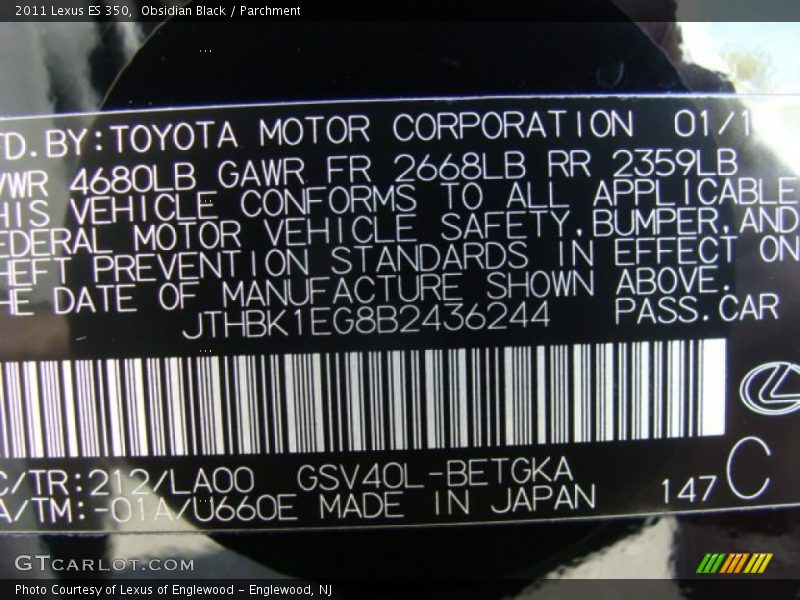 2011 Lexus ES 350,  Obsidian Black / Parchment
TD.BY:TOYOTA MOTOR CORPORATION 01/1
VWR 4680LB GAWR FR 2668LB RR 2359LB
HIS VEHICLE CONFORMS TO ALL APPLICABLE
EDERAL MOTOR VEHICLE SAFETY,BUMPER,AND
HEFT PREVENTION STANDARDS IN EFFECT ON
HE DATE OF MANUFACTURE SHOWN ABOVE.
JTHBK1EG8B2436244 PASS.CAR
C/TR:212/LA00 GSV40L-BETGKA
A/TM:-01A/U660E MADE IN JAPAN 147 C
GTCARLOT.COM
Photo Courtesy of Lexus of Englewood – Englewood, NJ